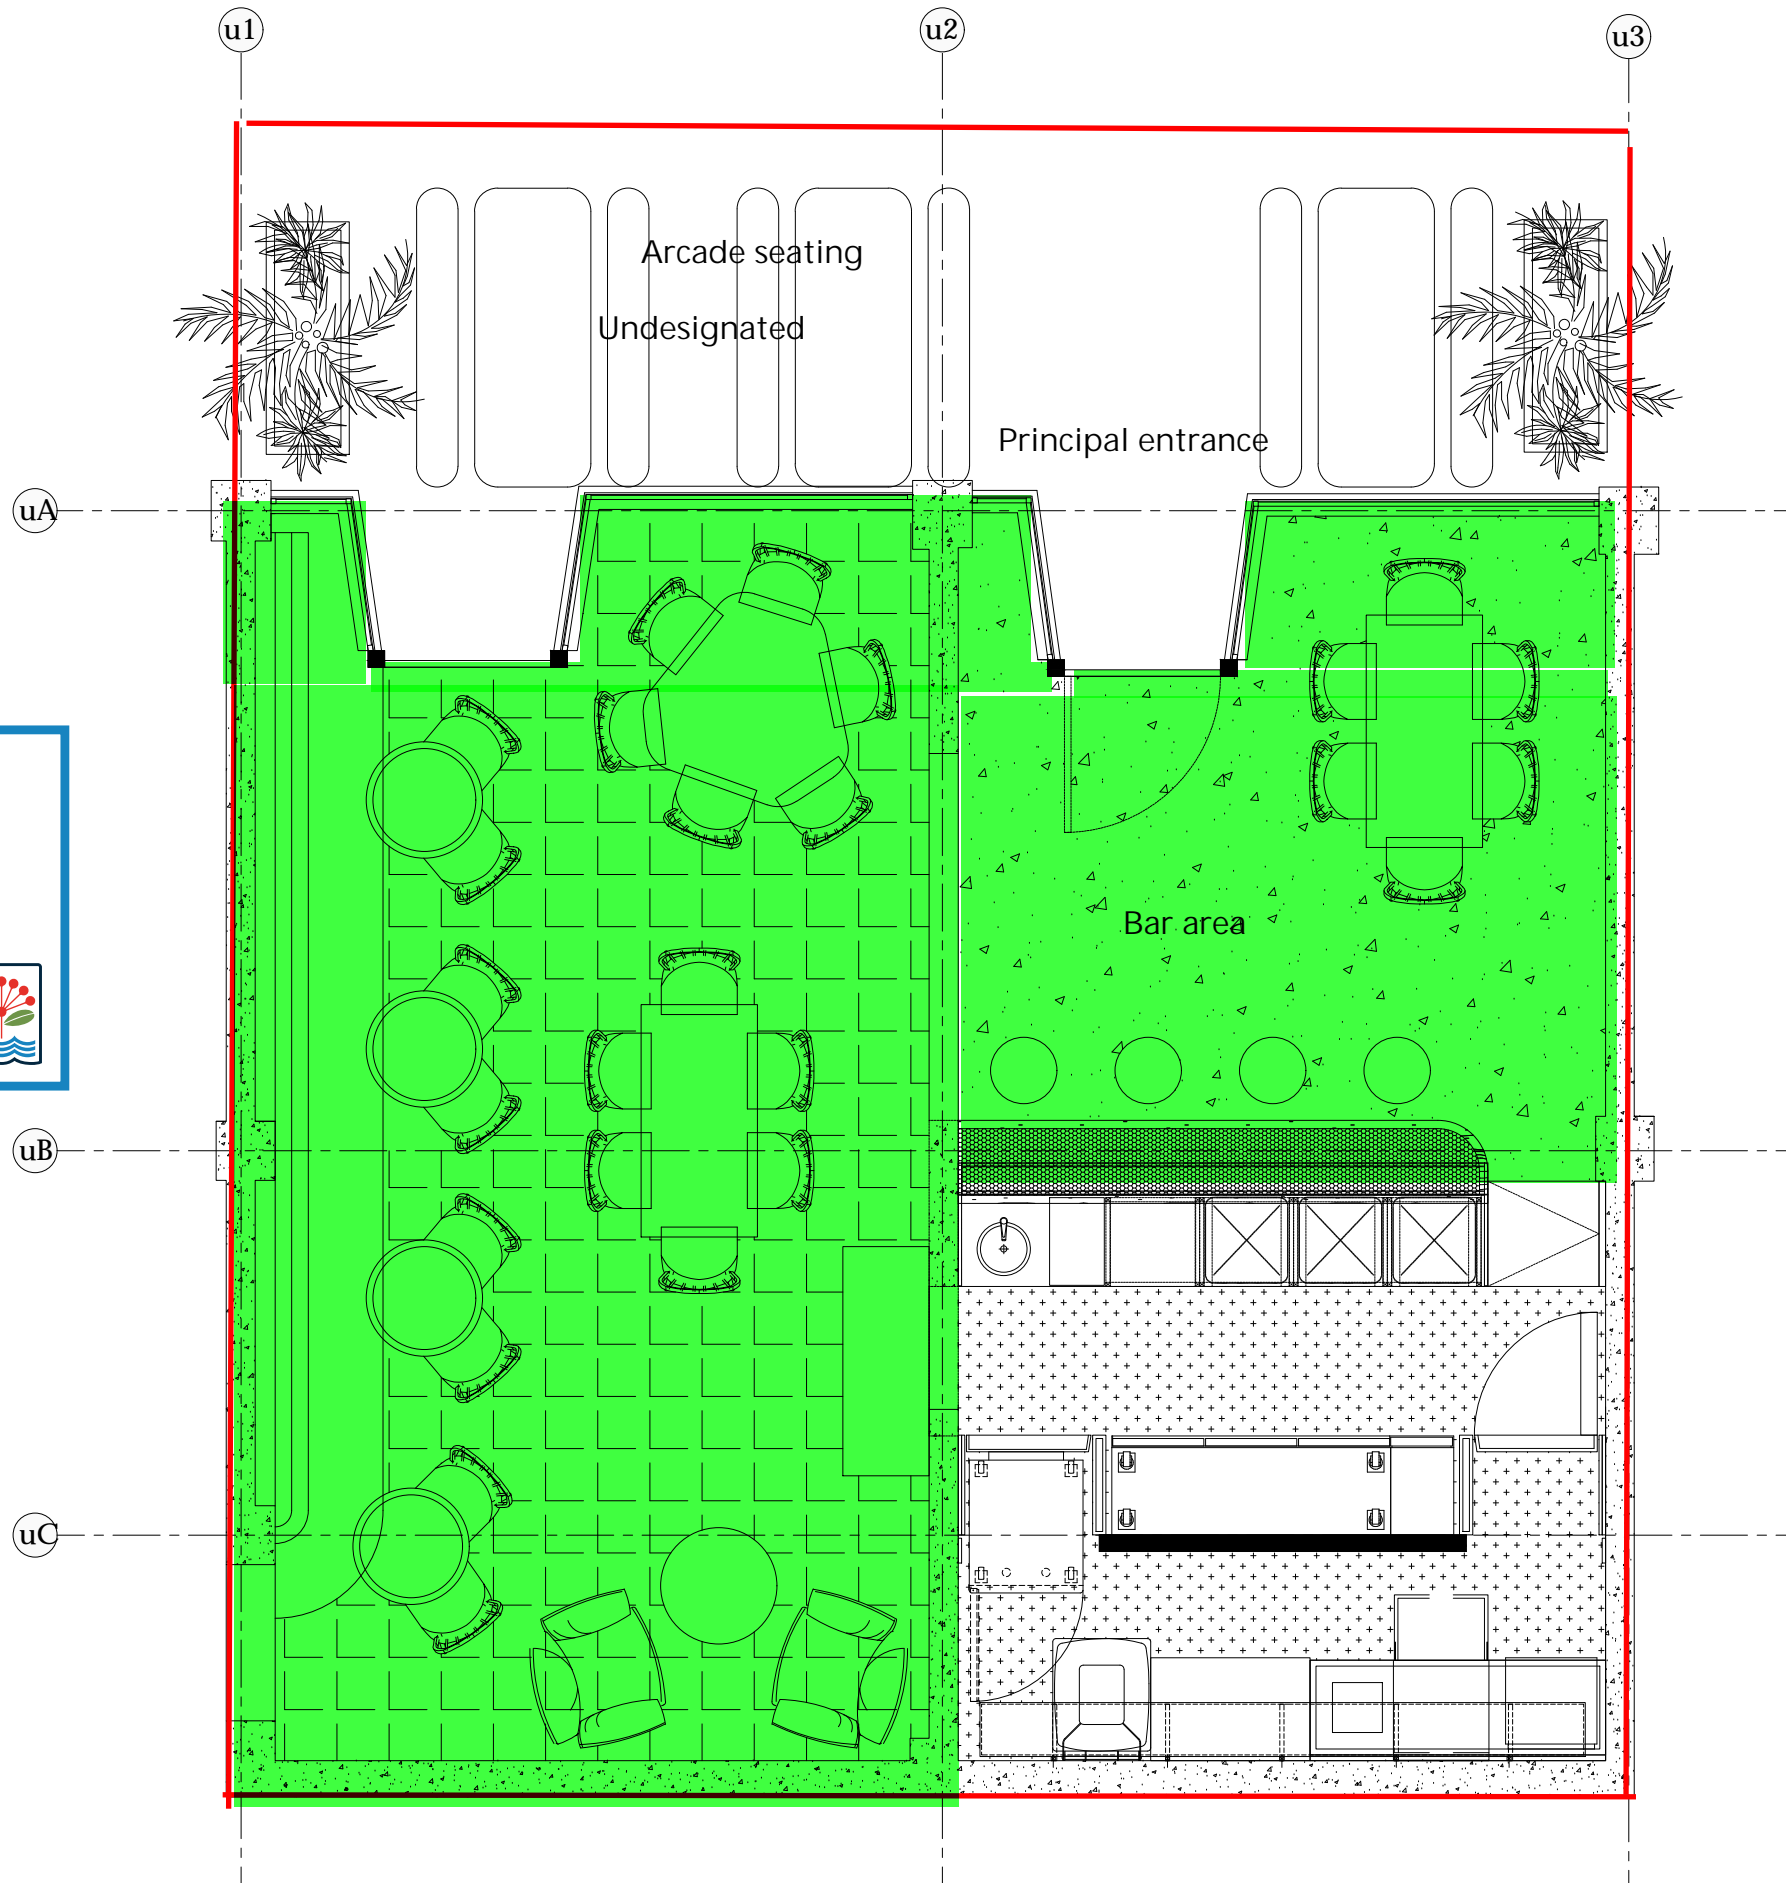 u1
u2
u3
Arcade seating
Undesignated
Principal entrance
uA
Bar area
uB
uC